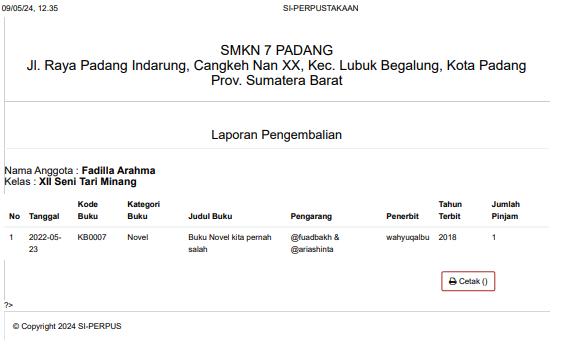 09/05/24, 12.35 SI-PERPUSTAKAAN
SMKN 7 PADANG
Jl. Raya Padang Indarung, Cangkeh Nan XX, Kec. Lubuk Begalung, Kota Padang
Prov. Sumatera Barat
Laporan Pengembalian
Nama Anggota : Fadilla Arahma
Kelas : XII Seni Tari Minang
No Tanggal Kode Buku Kategori Buku Judul Buku Pengarang Penerbit Tahun Terbit Jumlah Pinjam
1 2022-05-23 KB0007 Novel Buku Novel kita pernah salah @fuadbakh & @ariashinta wahyuqalbu 2018 1
Cetak ()
?>
© Copyright 2024 SI-PERPUS